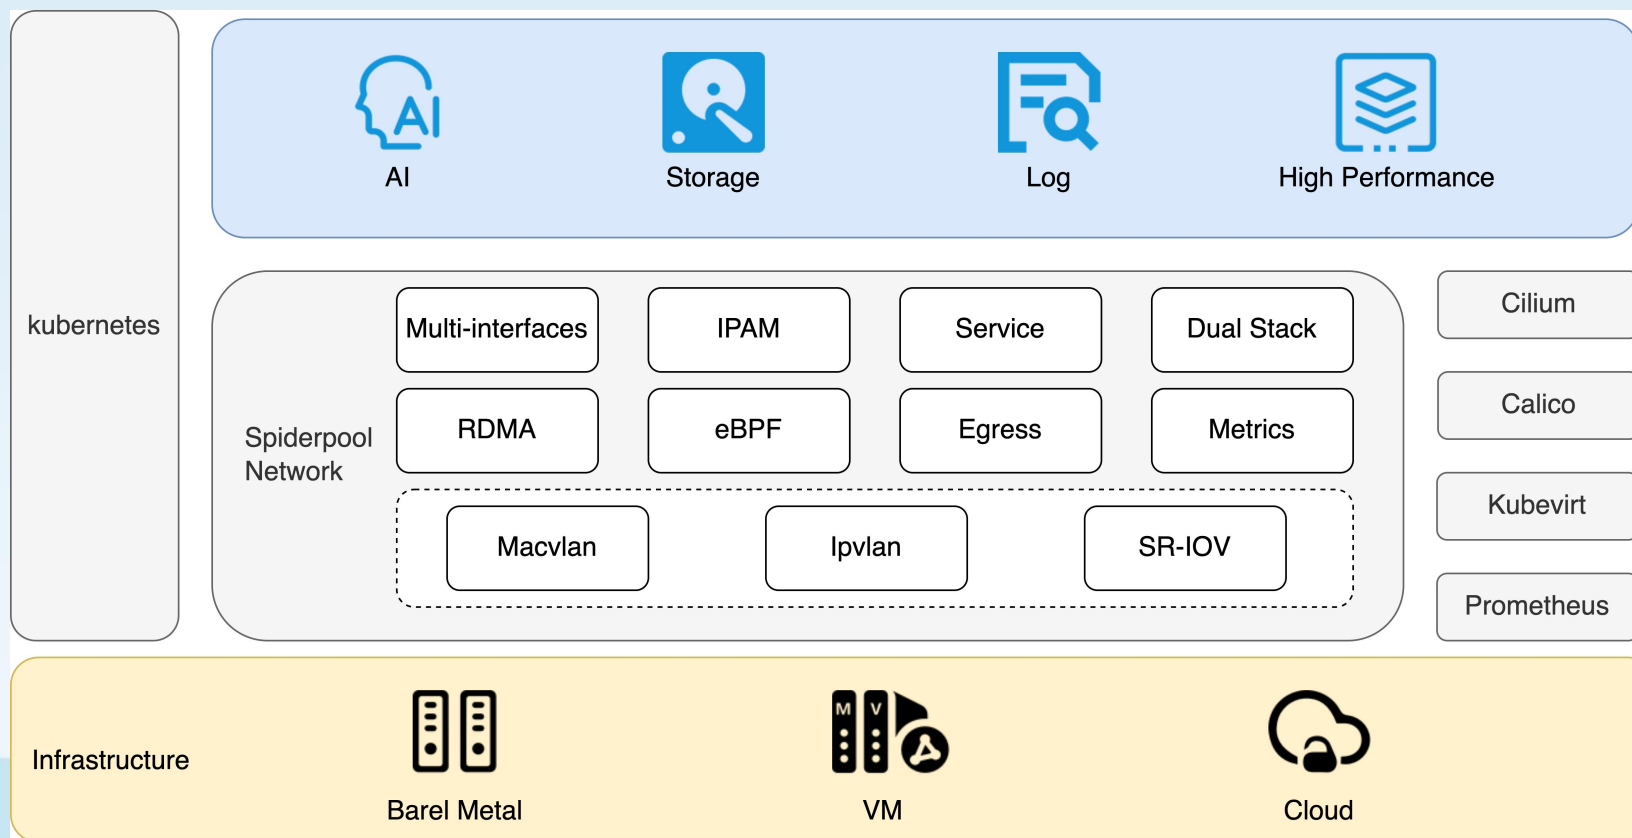 kubernetes
AI
Storage
Log
High Performance
Spiderpool
Network
Multi-interfaces
IPAM
Service
Dual Stack
RDMA
eBPF
Egress
Metrics
Macvlan
Ipvlan
SR-IOV
Cilium
Calico
Kubevirt
Prometheus
Infrastructure
M V
Barel Metal
VM
Cloud